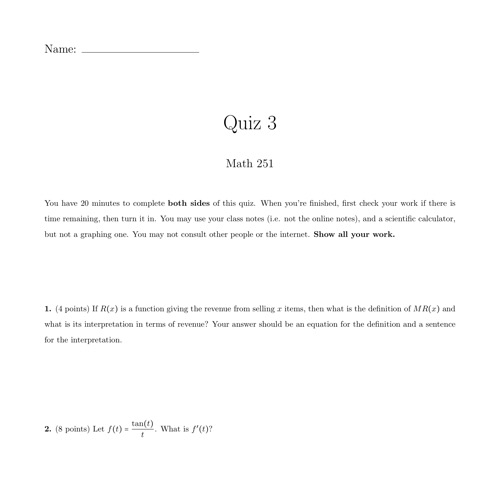 Name:
Quiz 3
Math 251
You have 20 minutes to complete both sides of this quiz. When you're finished, first check your work if there is
time remaining, then turn it in. You may use your class notes (i.e. not the online notes), and a scientific calculator,
but not a graphing one. You may not consult other people or the internet. Show all your work.
1. (4 points) If R(x) is a function giving the revenue from selling x items, then what is the definition of MR(x) and
what is its interpretation in terms of revenue? Your answer should be an equation for the definition and a sentence
for the interpretation.
2. (8 points) Let f(t) = tan(t)/t. What is f′(t)?